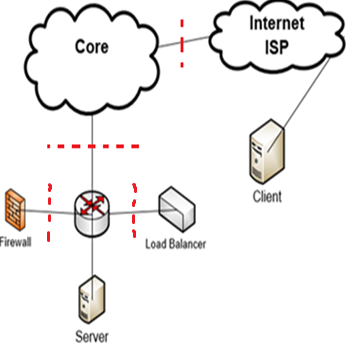 Internet
ISP
Core
Client
Firewall
Load Balancer
Server